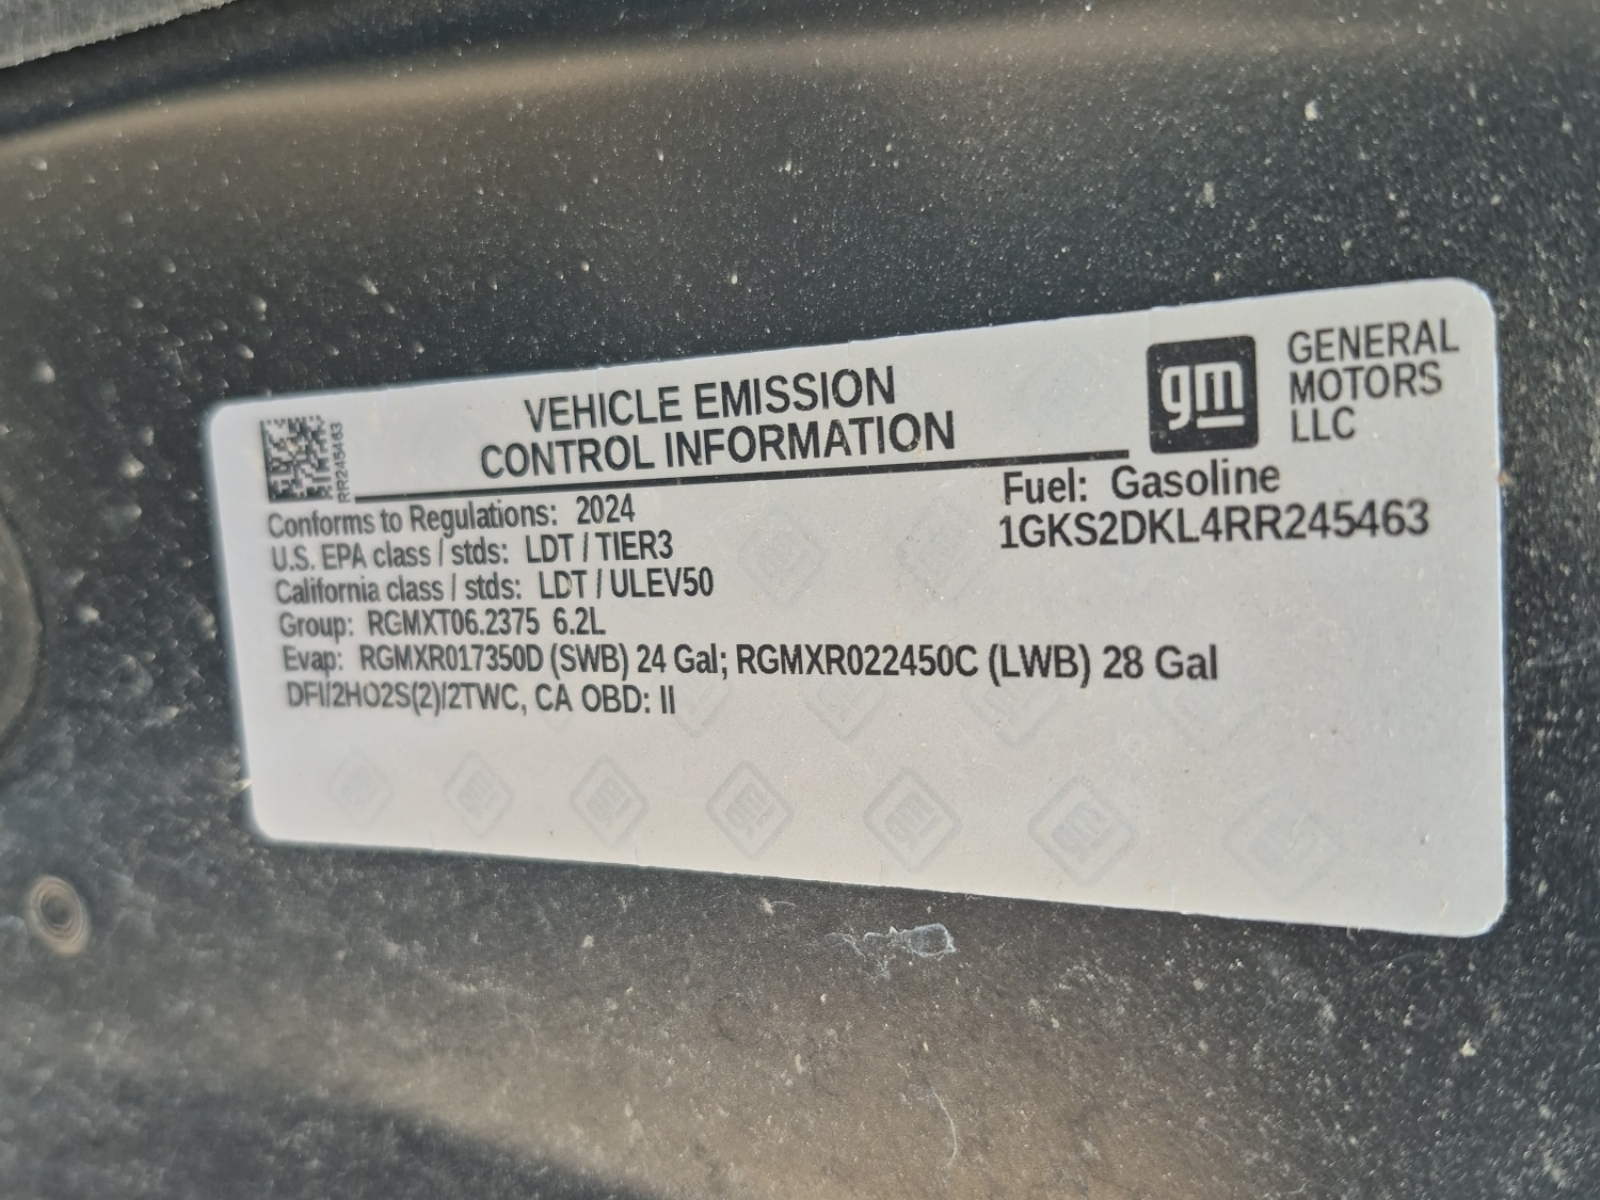 VEHICLE EMISSION
CONTROL INFORMATION
gm
GENERAL
MOTORS
LLC
RR245463
Conforms to Regulations: 2024
U.S. EPA class / stds: LDT / TIER3
California class / stds: LDT / ULEV50
Group: RGMXT06.2375 6.2L
Evap: RGMXR017350D (SWB) 24 Gal; RGMXR022450C (LWB) 28 Gal
DFI/2HO2S(2)/2TWC, CA OBD: II
Fuel: Gasoline
1GKS2DKL4RR245463